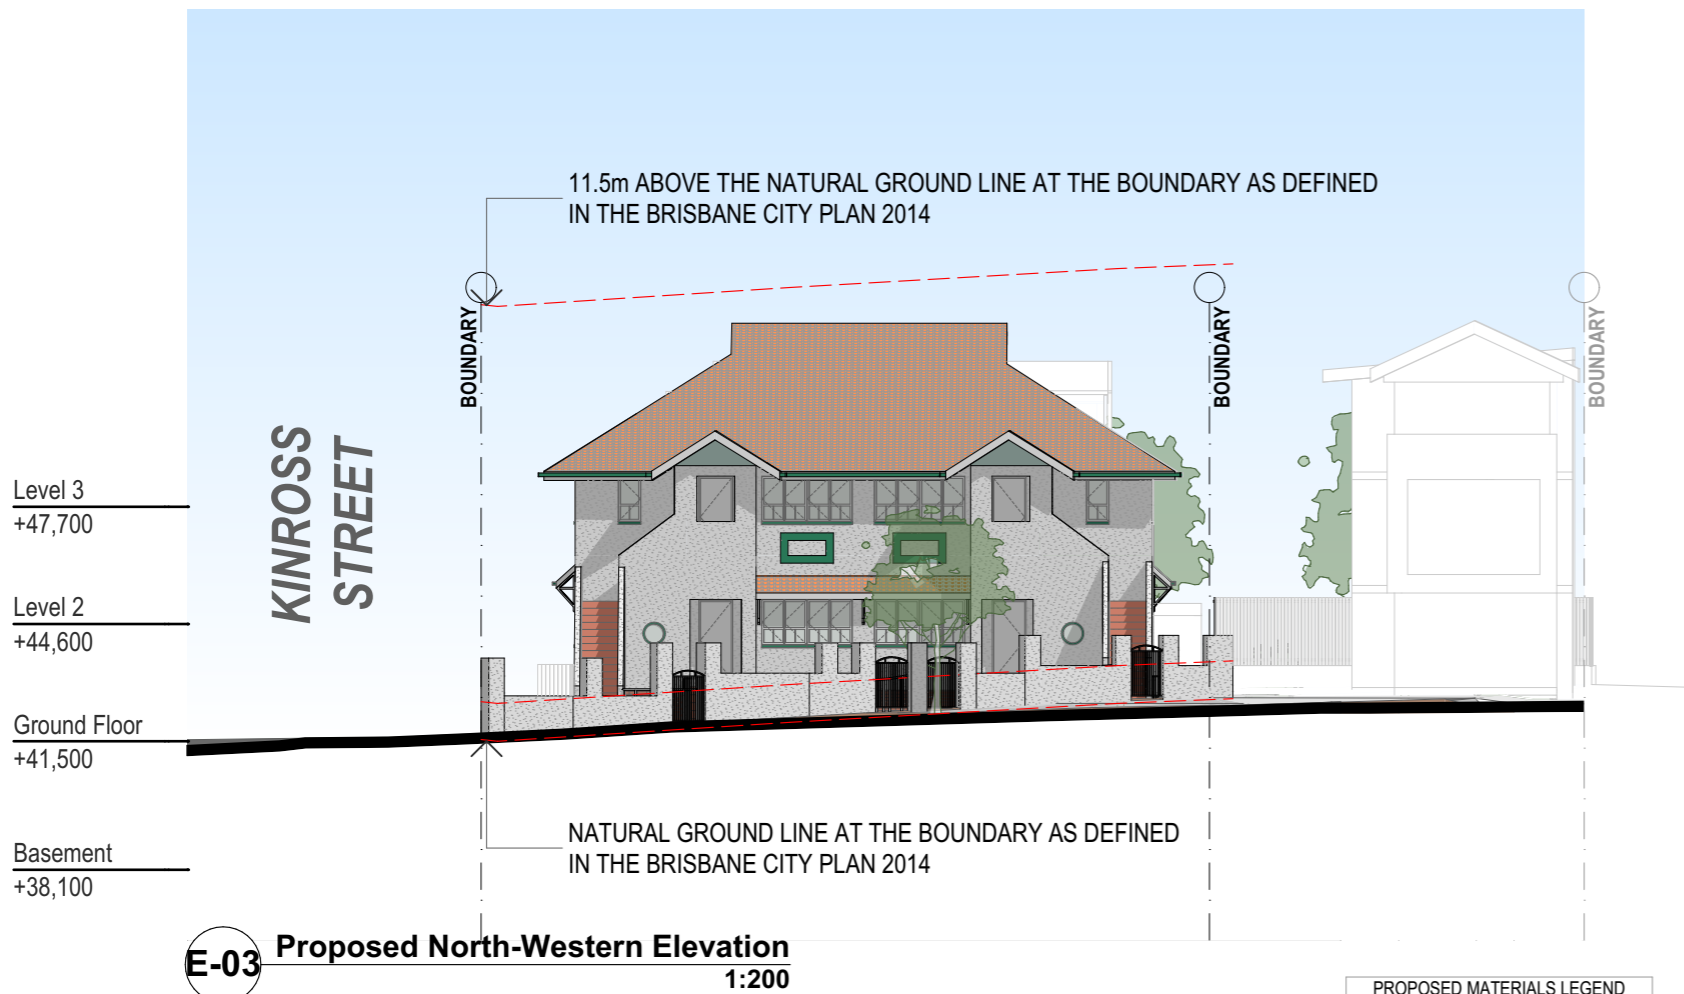 11.5m ABOVE THE NATURAL GROUND LINE AT THE BOUNDARY AS DEFINED
IN THE BRISBANE CITY PLAN 2014
BOUNDARY
BOUNDARY
BOUNDARY
KINROSS
STREET
Level 3
+47,700
Level 2
+44,600
Ground Floor
+41,500
Basement
+38,100
NATURAL GROUND LINE AT THE BOUNDARY AS DEFINED
IN THE BRISBANE CITY PLAN 2014
E-03
Proposed North-Western Elevation
1:200
PROPOSED MATERIALS LEGEND